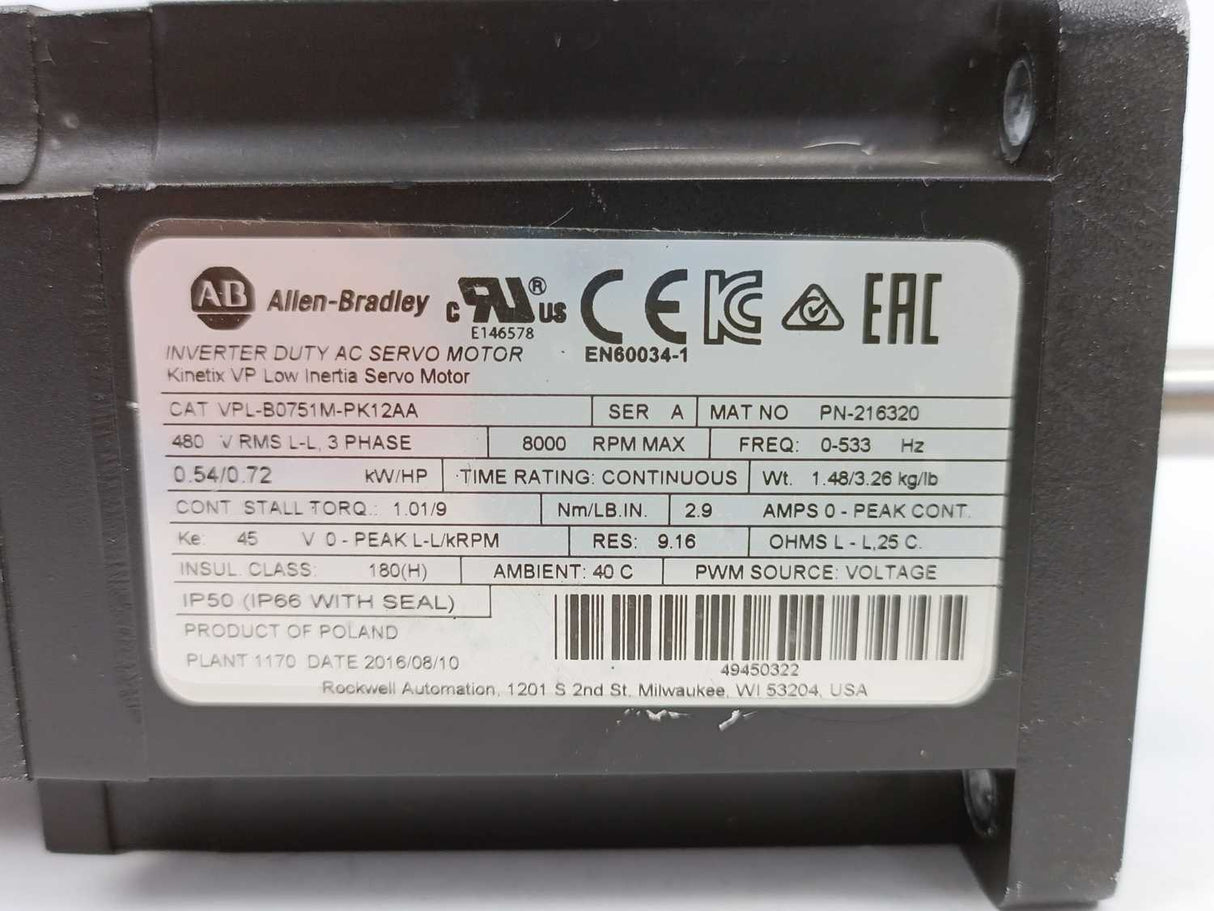 AB Allen-Bradley c UR ® US CE KC EAC
E146578
EN60034-1
INVERTER DUTY AC SERVO MOTOR
Kinetix VP Low Inertia Servo Motor
CAT VPL-B0751M-PK12AA SER A MAT NO PN-216320
480 V RMS L-L, 3 PHASE 8000 RPM MAX FREQ: 0-533 Hz
0.54/0.72 kW/HP TIME RATING: CONTINUOUS Wt. 1.48/3.26 kg/lb
CONT STALL TORQ.: 1.01/9 Nm/LB.IN. 2.9 AMPS 0 - PEAK CONT.
Ke: 45 V 0 - PEAK L-L/kRPM RES: 9.16 OHMS L - L,25 C.
INSUL. CLASS: 180(H) AMBIENT: 40 C PWM SOURCE: VOLTAGE
IP50 (IP66 WITH SEAL)
PRODUCT OF POLAND
PLANT 1170 DATE 2016/08/10
49450322
Rockwell Automation, 1201 S 2nd St, Milwaukee, WI 53204, USA